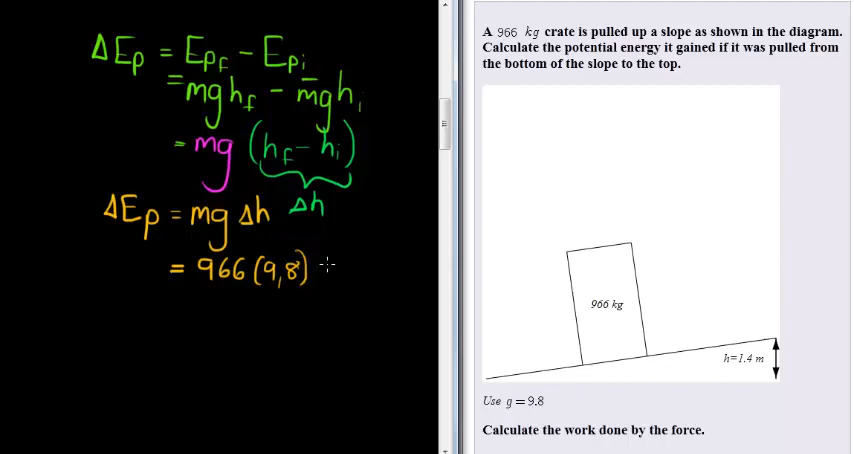 ΔEp = Epf − Epi
= mghf − mghi
= mg (hf − hi)
Δh
ΔEp = mg Δh
= 966 (9,8)
A 966 kg crate is pulled up a slope as shown in the diagram.
Calculate the potential energy it gained if it was pulled from
the bottom of the slope to the top.
966 kg
h=1.4 m
Use g = 9.8
Calculate the work done by the force.